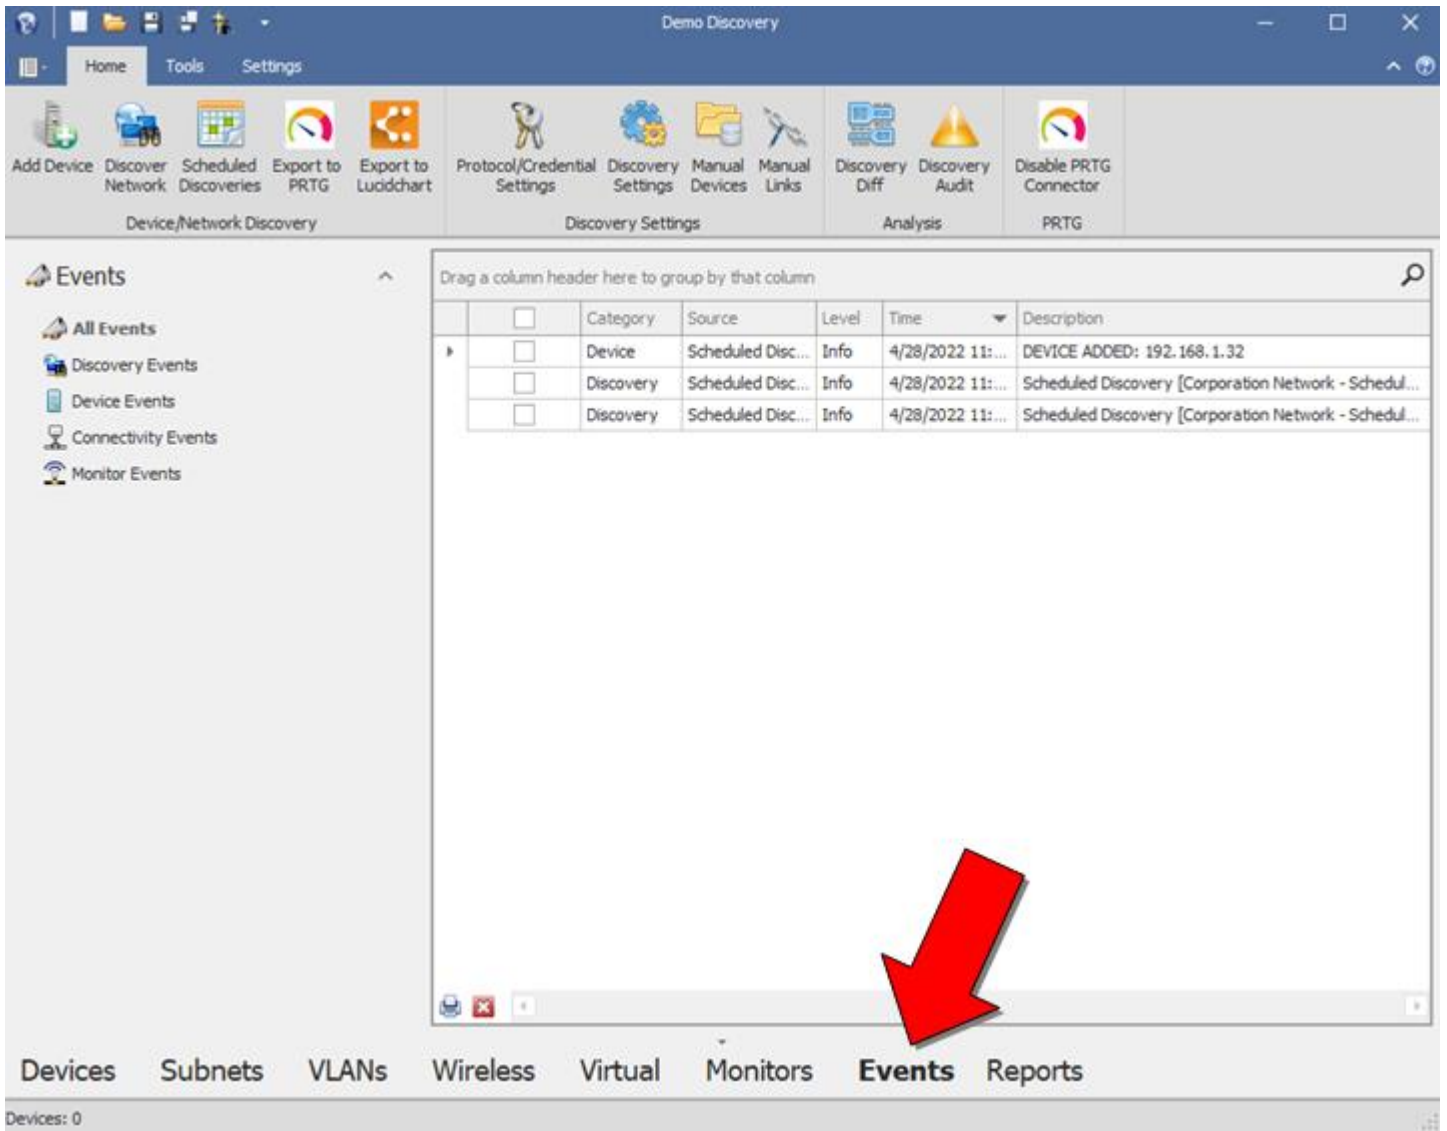 Demo Discovery
Home Tools Settings
Add Device Discover Network Scheduled Discoveries Export to PRTG Export to Lucidchart Protocol/Credential Settings Discovery Settings Manual Devices Manual Links Discovery Diff Discovery Audit Disable PRTG Connector
Device/Network Discovery Discovery Settings Analysis PRTG
Events
All Events
Discovery Events
Device Events
Connectivity Events
Monitor Events
Drag a column header here to group by that column
Category Source Level Time Description
Device Scheduled Disc... Info 4/28/2022 11:... DEVICE ADDED: 192.168.1.32
Discovery Scheduled Disc... Info 4/28/2022 11:... Scheduled Discovery [Corporation Network - Schedul...
Discovery Scheduled Disc... Info 4/28/2022 11:... Scheduled Discovery [Corporation Network - Schedul...
Devices Subnets VLANs Wireless Virtual Monitors Events Reports
Devices: 0